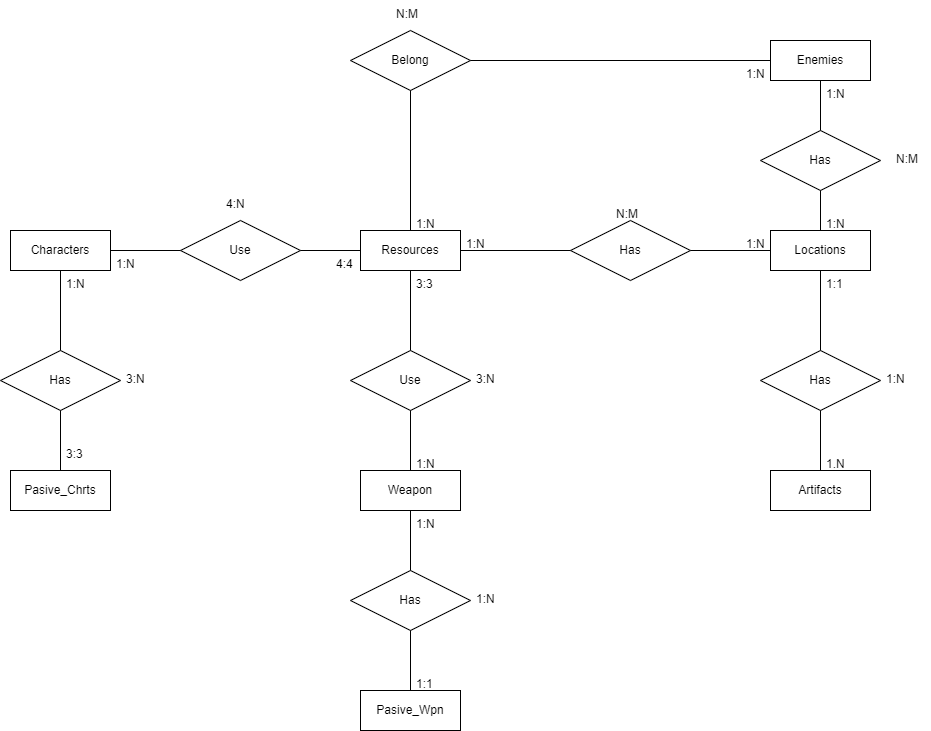 N:M
Belong
Enemies
1:N
1:N
Has
N:M
4:N
N:M
1:N
1:N
Characters
Use
Resources
1:N
Has
1:N
Locations
1:N
4:4
1:N
3:3
1:1
Has
3:N
Use
3:N
Has
1:N
3:3
1:N
1.N
Pasive_Chrts
Weapon
Artifacts
1:N
Has
1:N
1:1
Pasive_Wpn